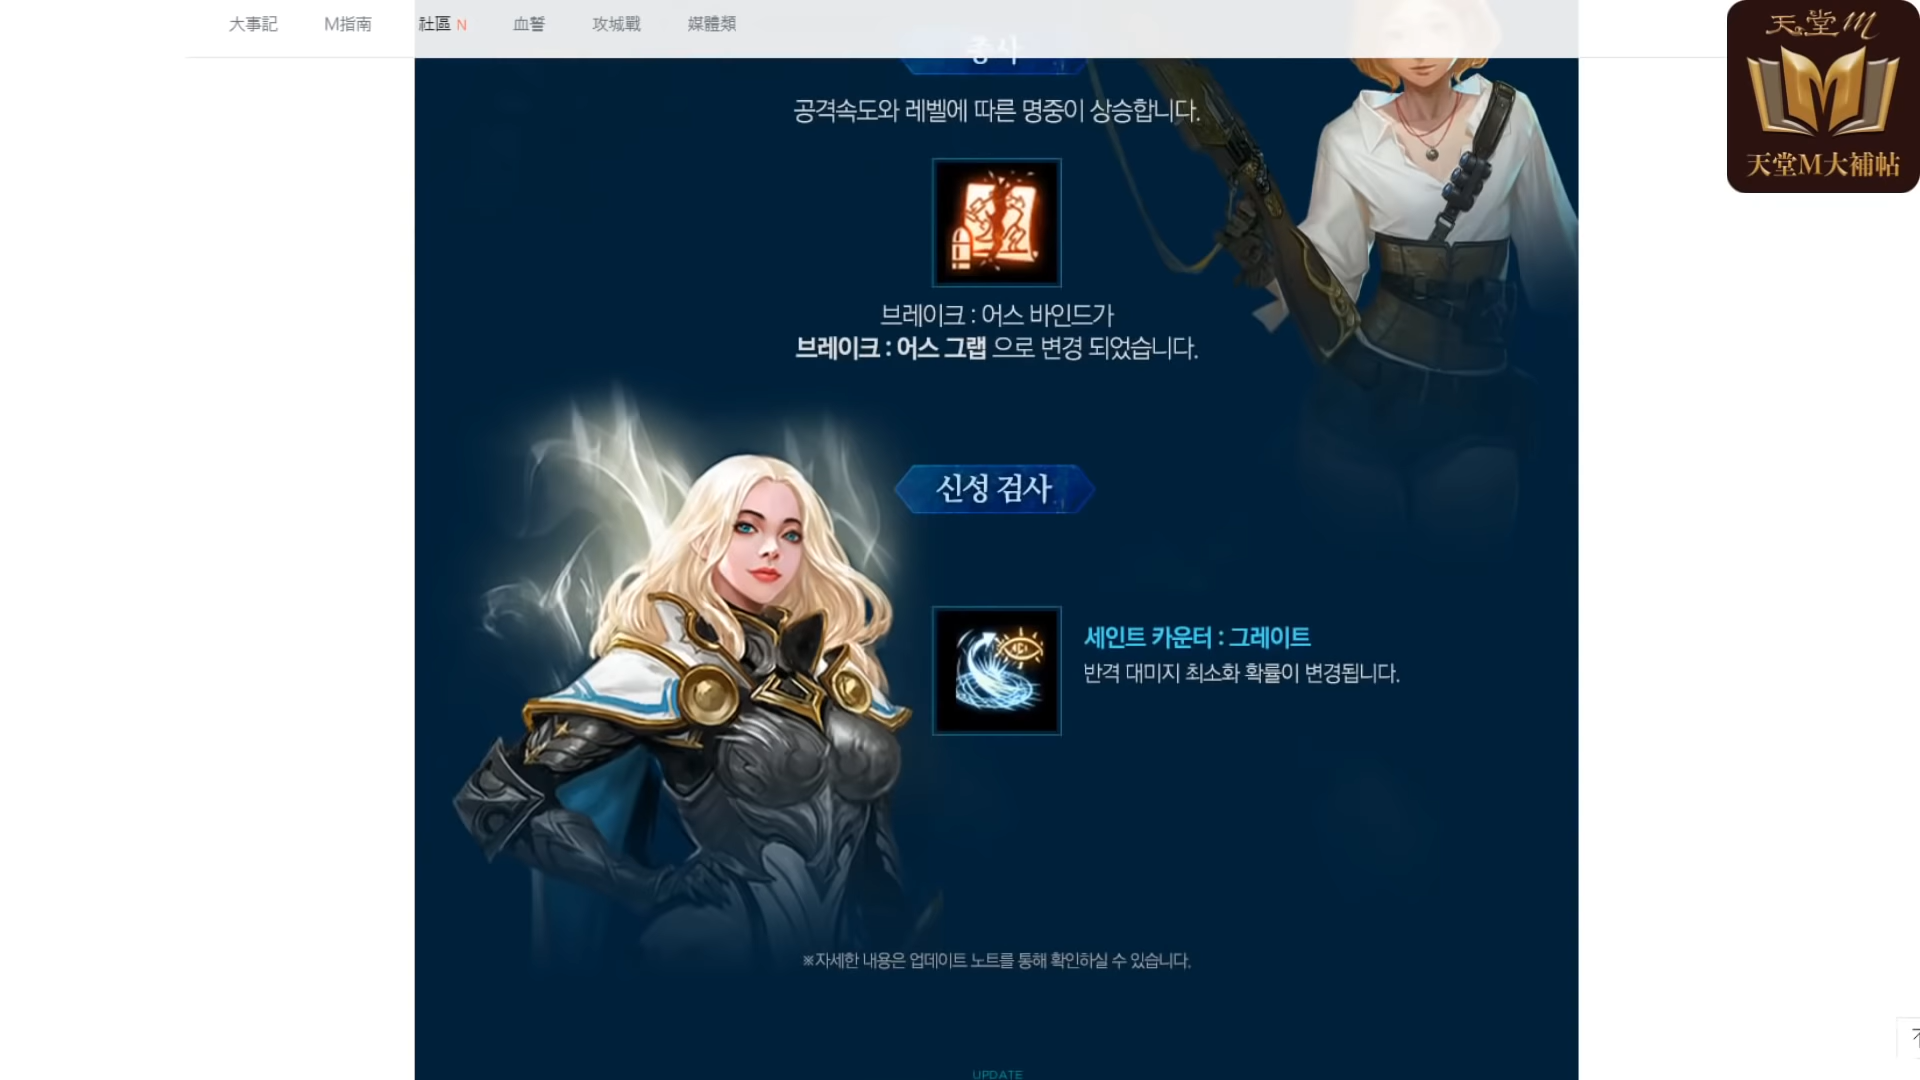 大事記
M指南
社區 N
血誓
攻城戰
媒體類
총사
공격속도와 레벨에 따른 명중이 상승합니다.
브레이크 : 어스 바인드가
브레이크 : 어스 그랩 으로 변경 되었습니다.
신성 검사
세인트 카운터 : 그레이트
반격 대미지 최소화 확률이 변경됩니다.
※자세한 내용은 업데이트 노트를 통해 확인하실 수 있습니다.
UPDATE
天堂M
天堂M大補帖